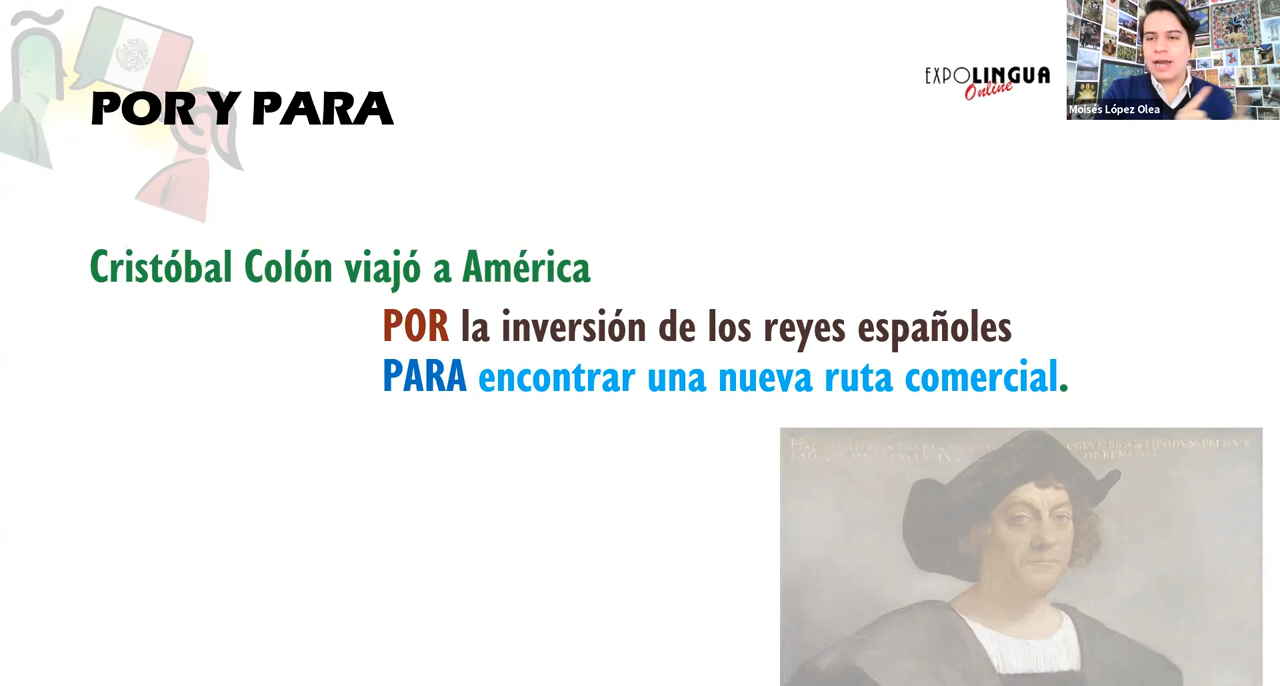 Ñ
POR Y PARA
EXPOLINGUA
Online
Moisés López Olea
Cristóbal Colón viajó a América
POR la inversión de los reyes españoles
PARA encontrar una nueva ruta comercial.